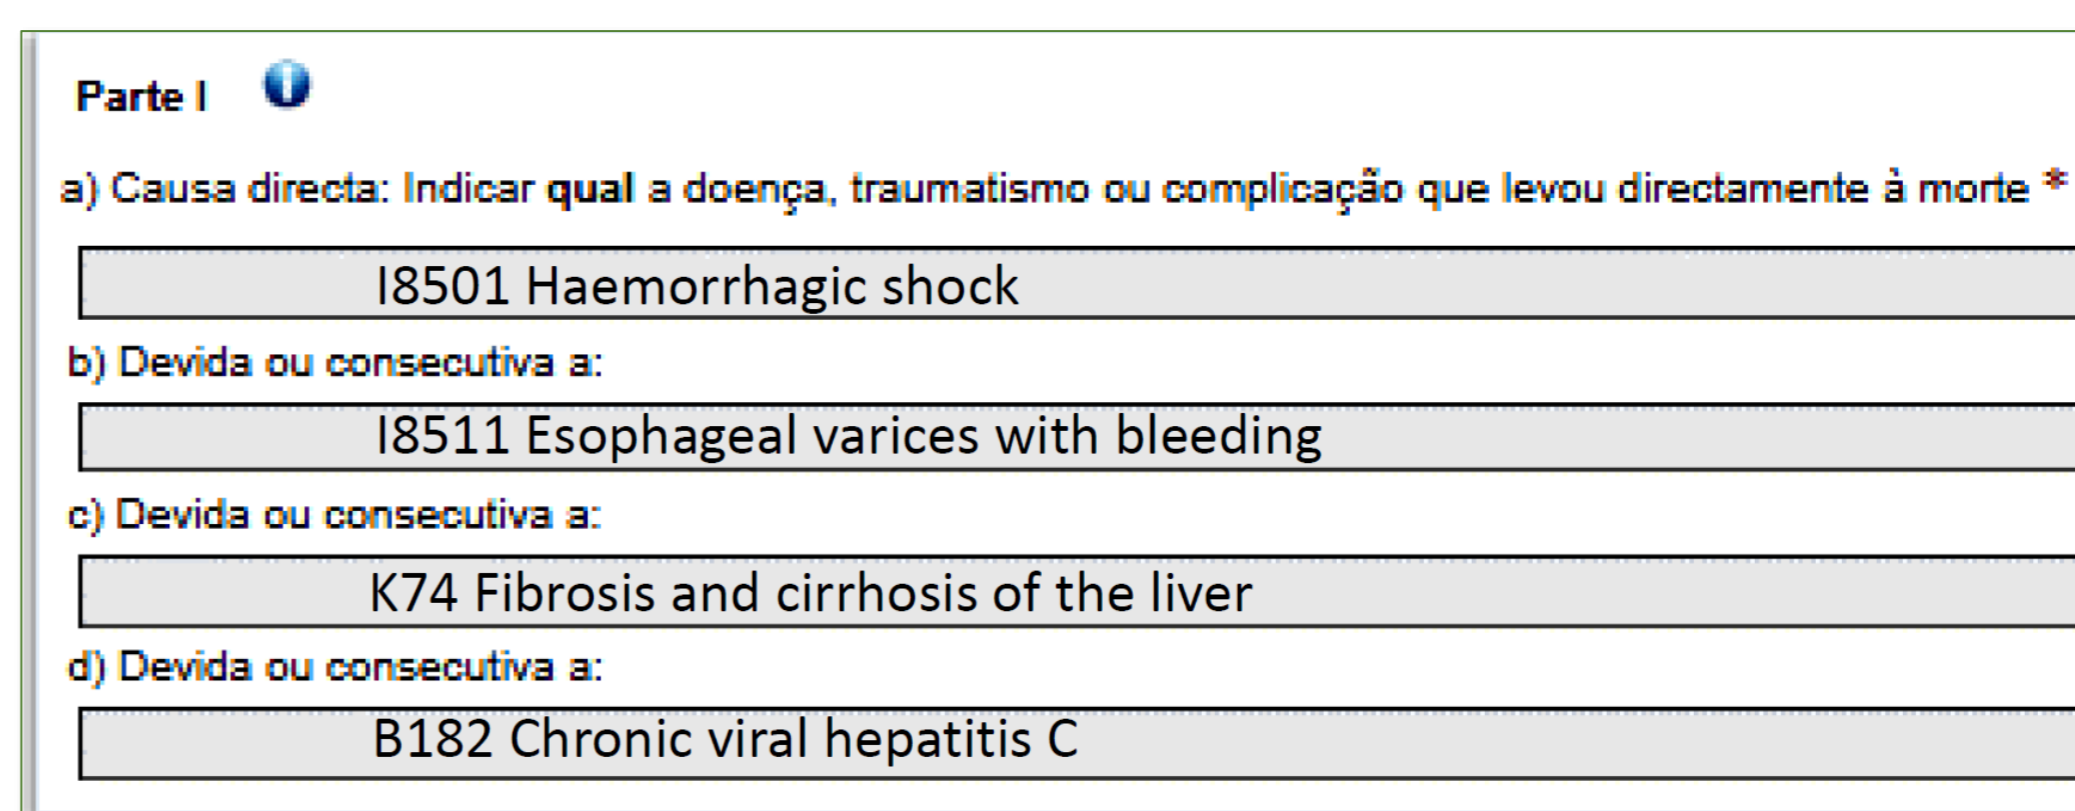 Parte I
a) Causa directa: Indicar qual a doença, traumatismo ou complicação que levou directamente à morte *
I8501 Haemorrhagic shock
b) Devida ou consecutiva a:
I8511 Esophageal varices with bleeding
c) Devida ou consecutiva a:
K74 Fibrosis and cirrhosis of the liver
d) Devida ou consecutiva a:
B182 Chronic viral hepatitis C